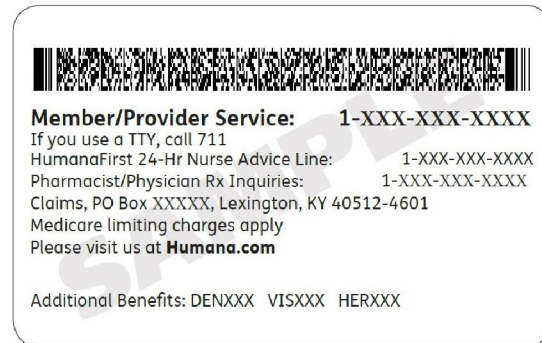 Member/Provider Service: 1-XXX-XXX-XXXX
If you use a TTY, call 711
HumanaFirst 24-Hr Nurse Advice Line: 1-XXX-XXX-XXXX
Pharmacist/Physician Rx Inquiries: 1-XXX-XXX-XXXX
Claims, PO Box XXXXX, Lexington, KY 40512-4601
Medicare limiting charges apply
Please visit us at Humana.com
SAMPLE
Additional Benefits: DENXXX VISXXX HERXXX